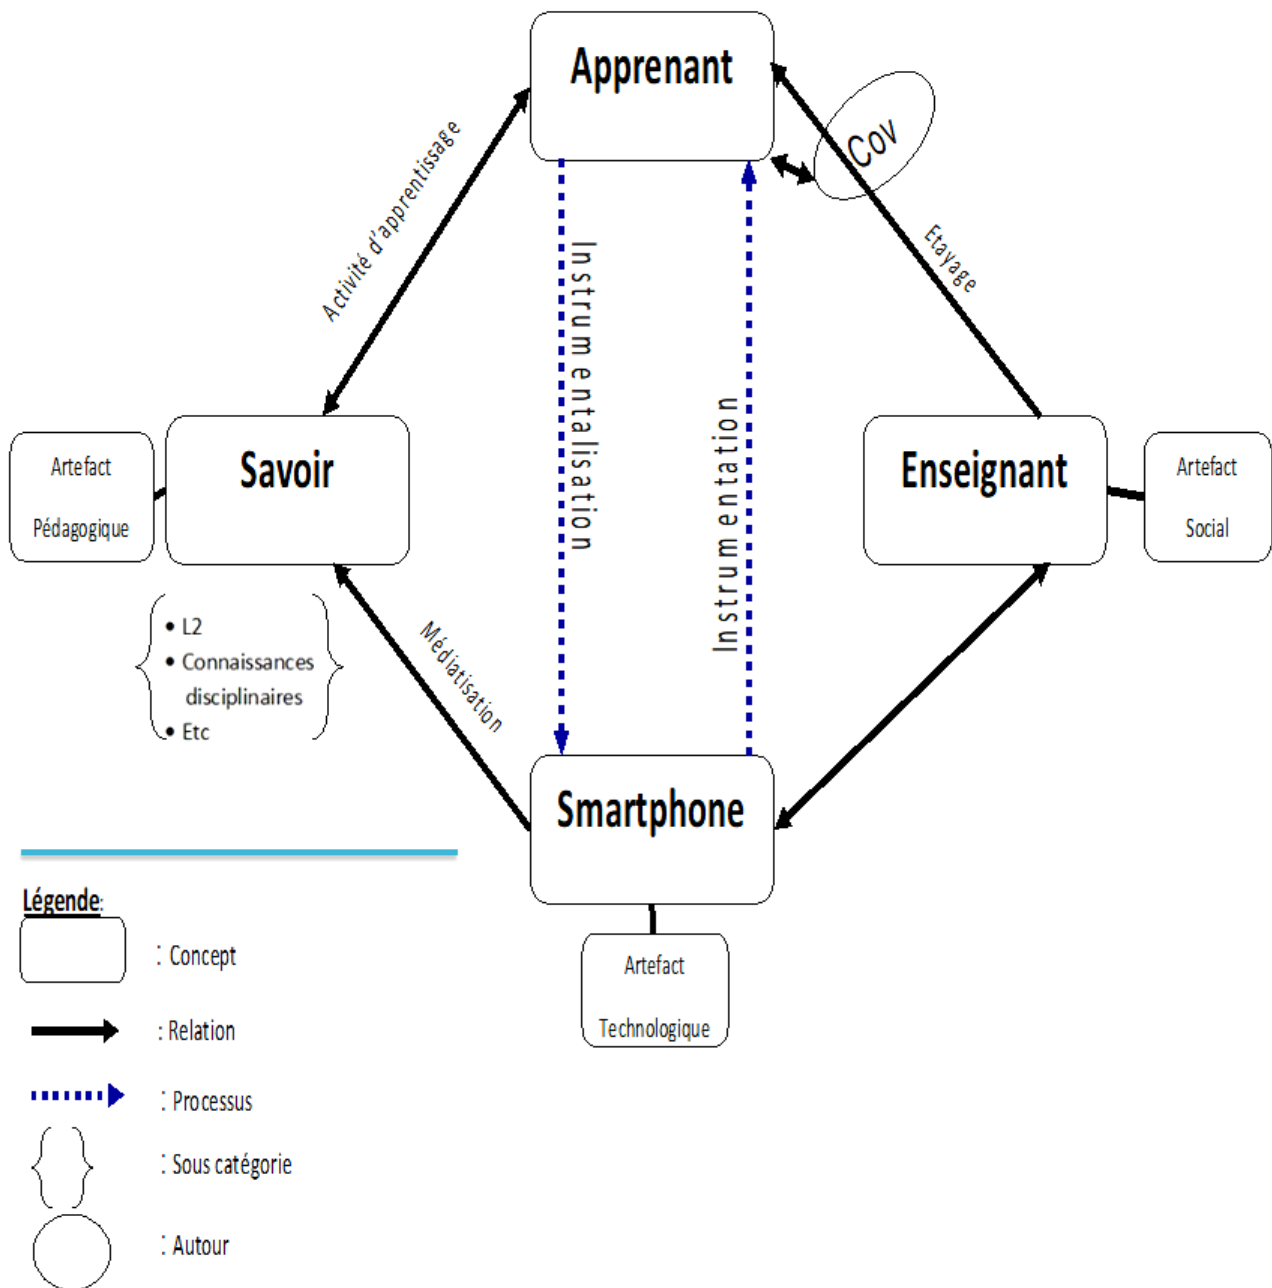 Apprenant
Cov
Activité d'apprentissage
Etayage
Instrumentalisation
Instrumentation
Artefact
Pédagogique
Savoir
Enseignant
Artefact
Social
• L2
• Connaissances
disciplinaires
• Etc
Médiatisation
Smartphone
Artefact
Technologique
Légende:
: Concept
: Relation
: Processus
: Sous catégorie
: Autour